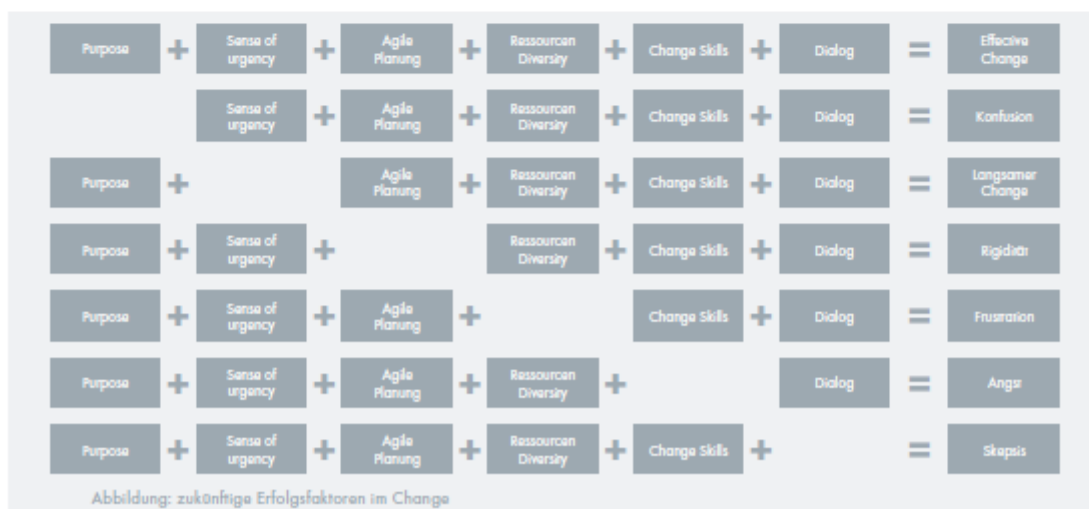 Purpose + Sense of urgency + Agile Planung + Ressourcen Diversity + Change Skills + Dialog = Effective Change
Sense of urgency + Agile Planung + Ressourcen Diversity + Change Skills + Dialog = Konfusion
Purpose + Agile Planung + Ressourcen Diversity + Change Skills + Dialog = Langsamer Change
Purpose + Sense of urgency + Ressourcen Diversity + Change Skills + Dialog = Rigidität
Purpose + Sense of urgency + Agile Planung + Change Skills + Dialog = Frustration
Purpose + Sense of urgency + Agile Planung + Ressourcen Diversity + Dialog = Angst
Purpose + Sense of urgency + Agile Planung + Ressourcen Diversity + Change Skills + = Skepsis
Abbildung: zukünftige Erfolgsfaktoren im Change